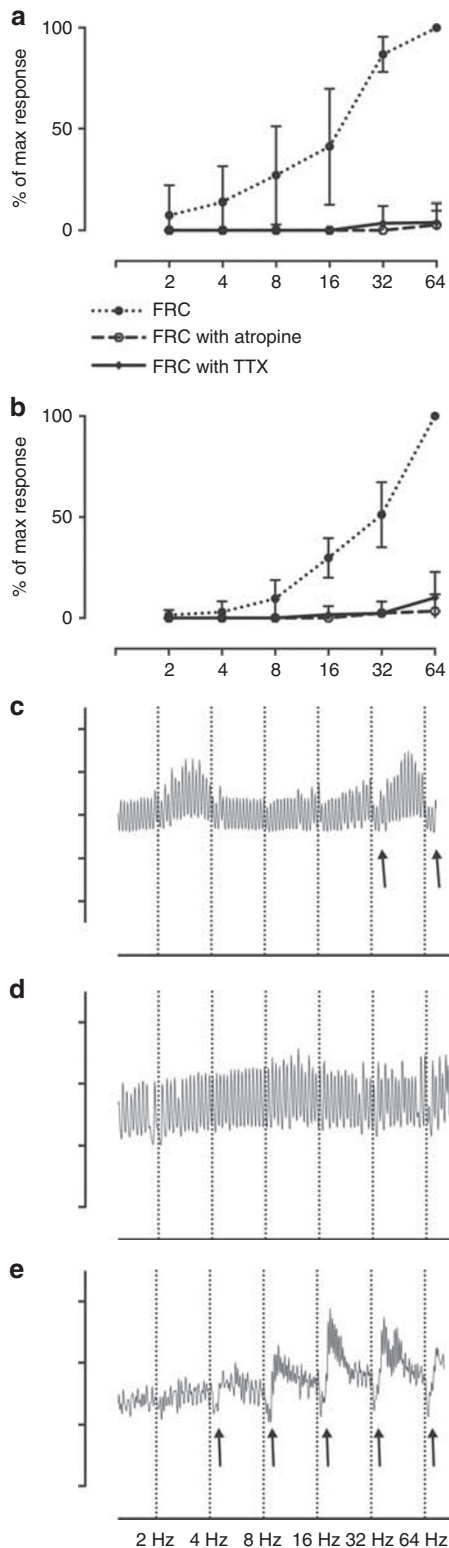 a
% of max response
100
50
0
2 4 8 16 32 64
FRC
FRC with atropine
FRC with TTX
b
% of max response
100
50
0
2 4 8 16 32 64
c
d
e
2 Hz 4 Hz 8 Hz 16 Hz 32 Hz 64 Hz